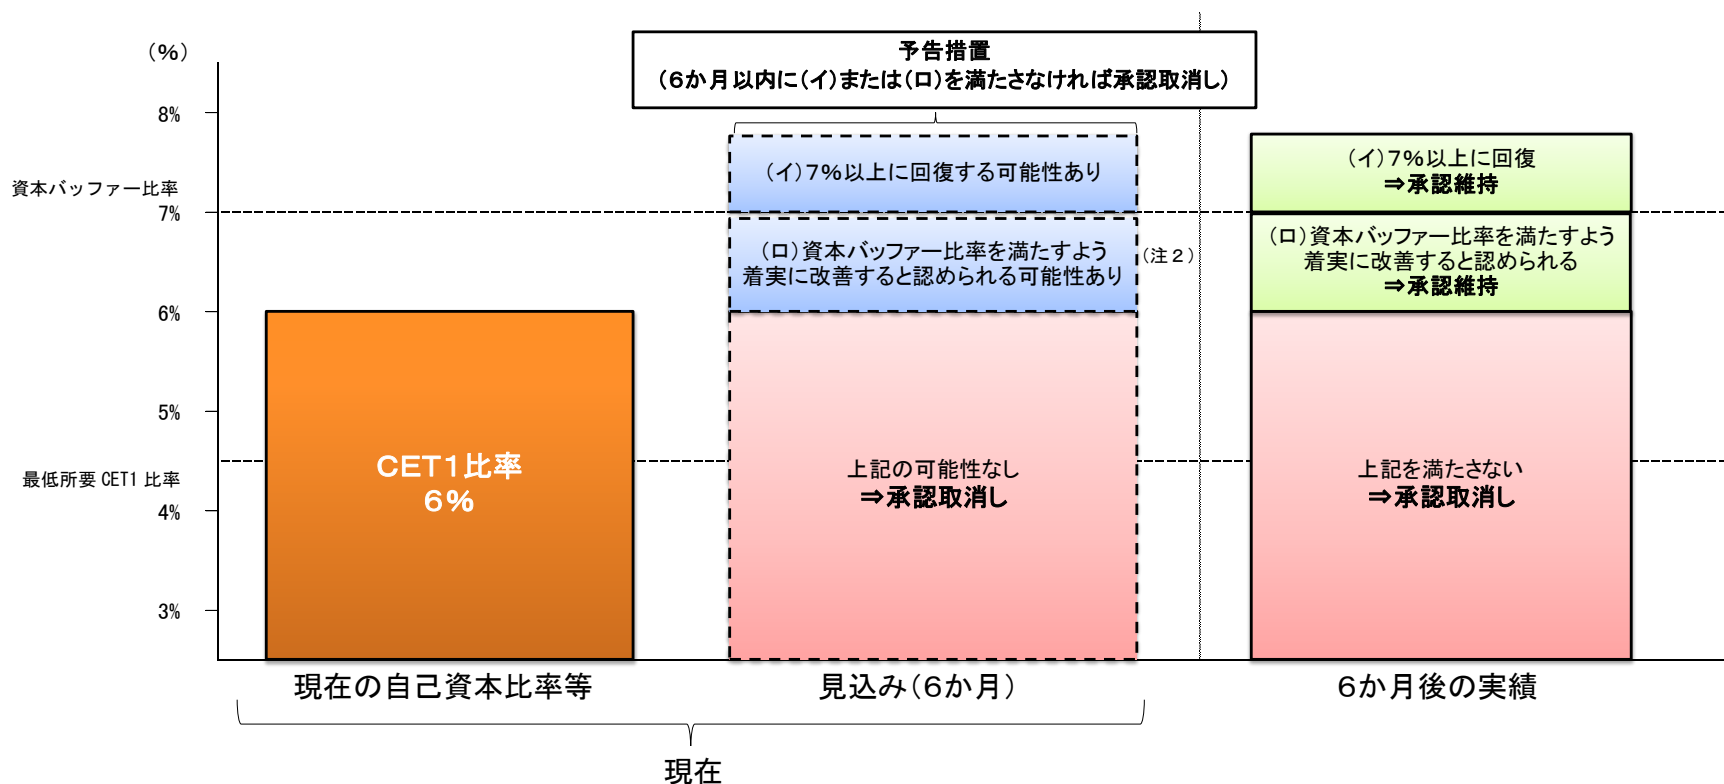 （％）
予告措置
（６か月以内に（イ）または（ロ）を満たさなければ承認取消し）
8%
（イ）７％以上に回復する可能性あり
（イ）７％以上に回復
⇒承認維持
資本バッファー比率
7%
（ロ）資本バッファー比率を満たすよう
着実に改善すると認められる可能性あり
（注２）
（ロ）資本バッファー比率を満たすよう
着実に改善すると認められる
⇒承認維持
6%
5%
CET１比率
６％
上記の可能性なし
⇒承認取消し
上記を満たさない
⇒承認取消し
最低所要 CET1 比率
4%
3%
現在の自己資本比率等
見込み（６か月）
６か月後の実績
現在